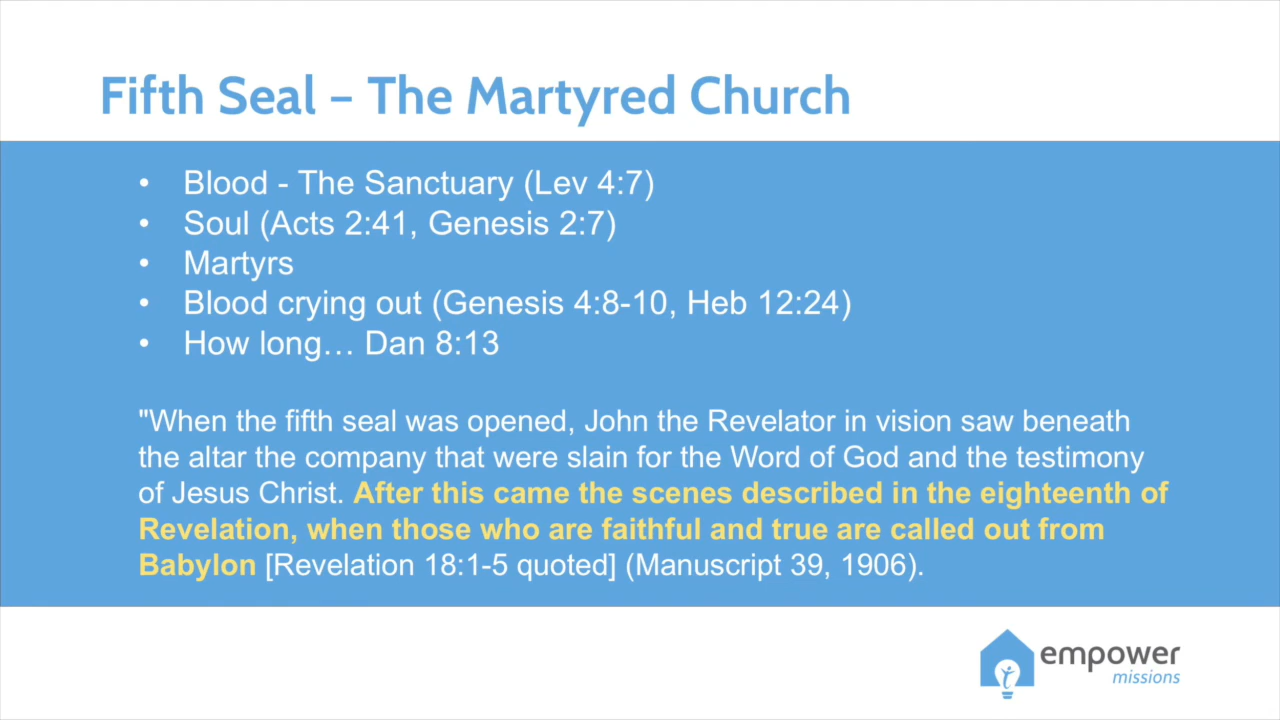 Fifth Seal – The Martyred Church
• Blood - The Sanctuary (Lev 4:7)
• Soul (Acts 2:41, Genesis 2:7)
• Martyrs
• Blood crying out (Genesis 4:8-10, Heb 12:24)
• How long… Dan 8:13
"When the fifth seal was opened, John the Revelator in vision saw beneath
the altar the company that were slain for the Word of God and the testimony
of Jesus Christ. After this came the scenes described in the eighteenth of
Revelation, when those who are faithful and true are called out from
Babylon [Revelation 18:1-5 quoted] (Manuscript 39, 1906).
empower
missions